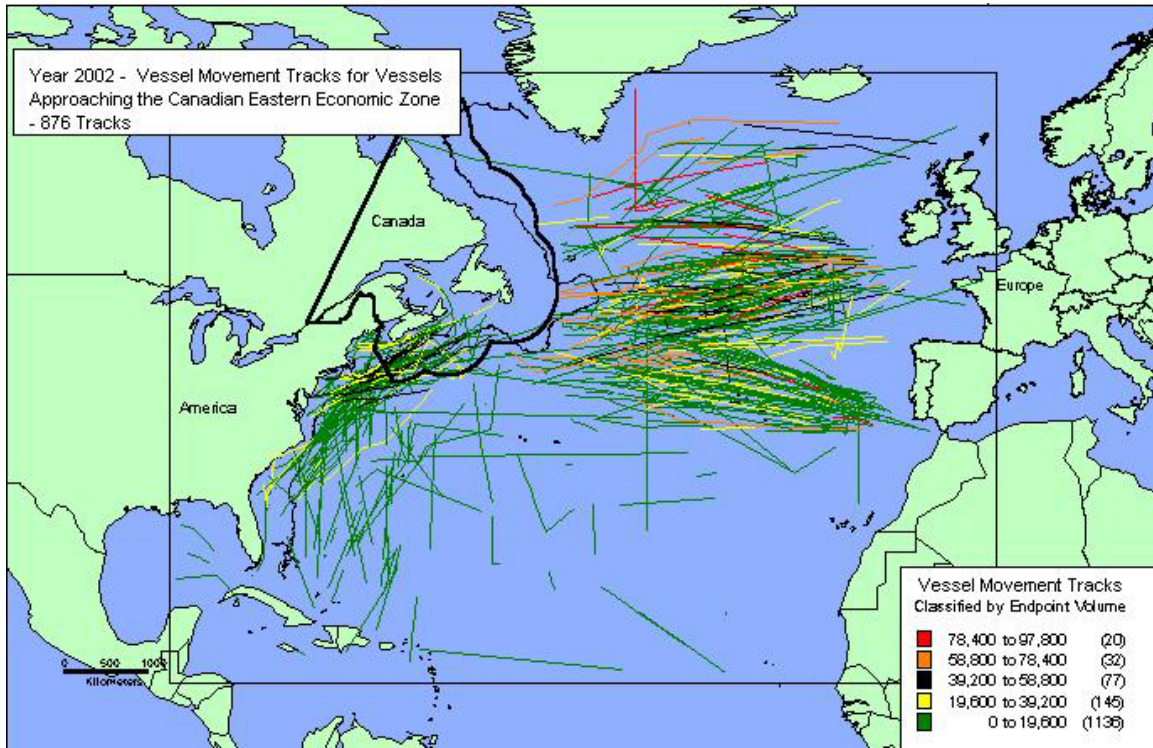 Year 2002 - Vessel Movement Tracks for Vessels
Approaching the Canadian Eastern Economic Zone
- 876 Tracks
Canada
Europe
America
0 500 1000
Kilometers
Vessel Movement Tracks
Classified by Endpoint Volume
78,400 to 97,800 (20)
58,800 to 78,400 (32)
39,200 to 58,800 (77)
19,600 to 39,200 (145)
0 to 19,600 (1136)